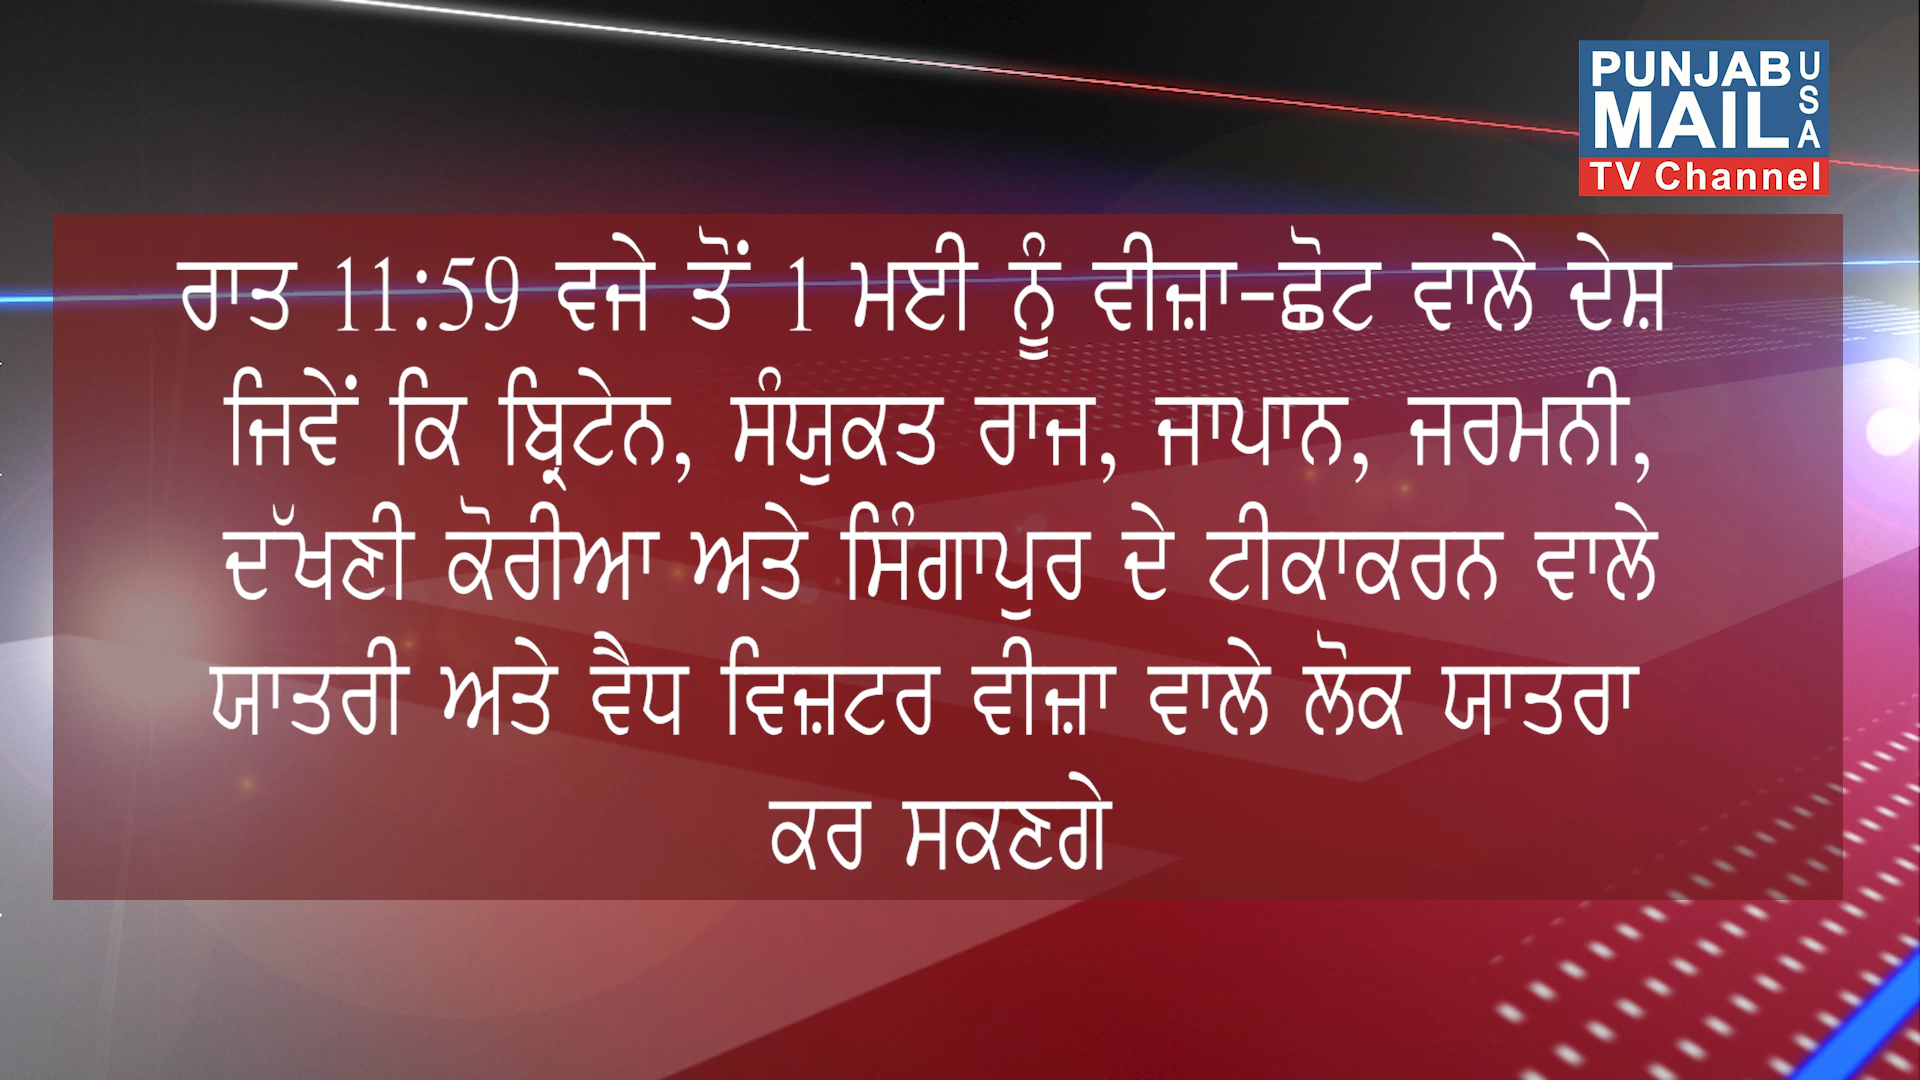 PUNJAB USA
MAIL
TV Channel
ਰਾਤ 11:59 ਵਜੇ ਤੋਂ 1 ਮਈ ਨੂੰ ਵੀਜ਼ਾ-ਛੋਟ ਵਾਲੇ ਦੇਸ਼
ਜਿਵੇਂ ਕਿ ਬ੍ਰਿਟੇਨ, ਸੰਯੁਕਤ ਰਾਜ, ਜਾਪਾਨ, ਜਰਮਨੀ,
ਦੱਖਣੀ ਕੋਰੀਆ ਅਤੇ ਸਿੰਗਾਪੁਰ ਦੇ ਟੀਕਾਕਰਨ ਵਾਲੇ
ਯਾਤਰੀ ਅਤੇ ਵੈਧ ਵਿਜ਼ਟਰ ਵੀਜ਼ਾ ਵਾਲੇ ਲੋਕ ਯਾਤਰਾ
ਕਰ ਸਕਣਗੇ